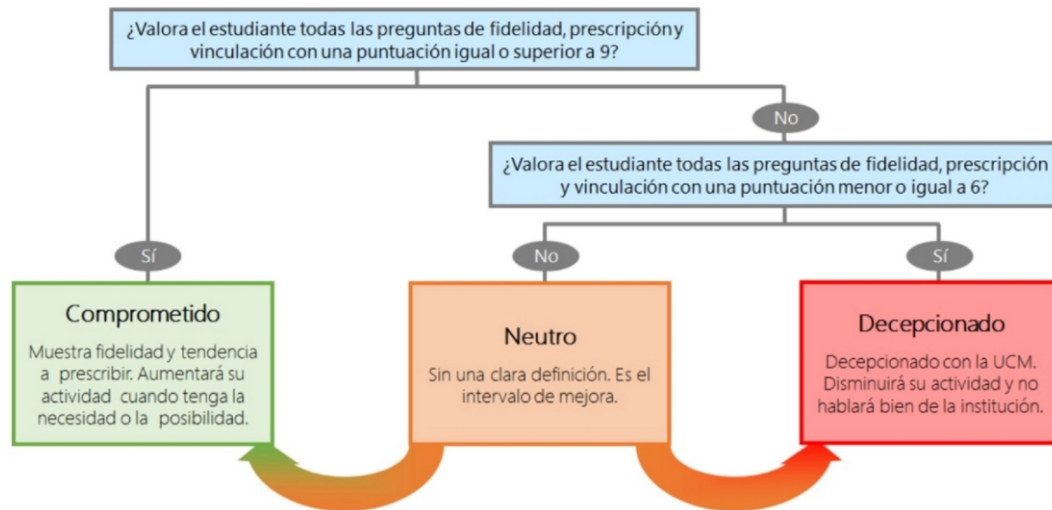 ¿Valora el estudiante todas las preguntas de fidelidad, prescripción y
vinculación con una puntuación igual o superior a 9?
No
¿Valora el estudiante todas las preguntas de fidelidad, prescripción
y vinculación con una puntuación menor o igual a 6?
Sí
No
Sí
Comprometido
Muestra fidelidad y tendencia
a prescribir. Aumentará su
actividad cuando tenga la
necesidad o la posibilidad.
Neutro
Sin una clara definición. Es el
intervalo de mejora.
Decepcionado
Decepcionado con la UCM.
Disminuirá su actividad y no
hablará bien de la institución.